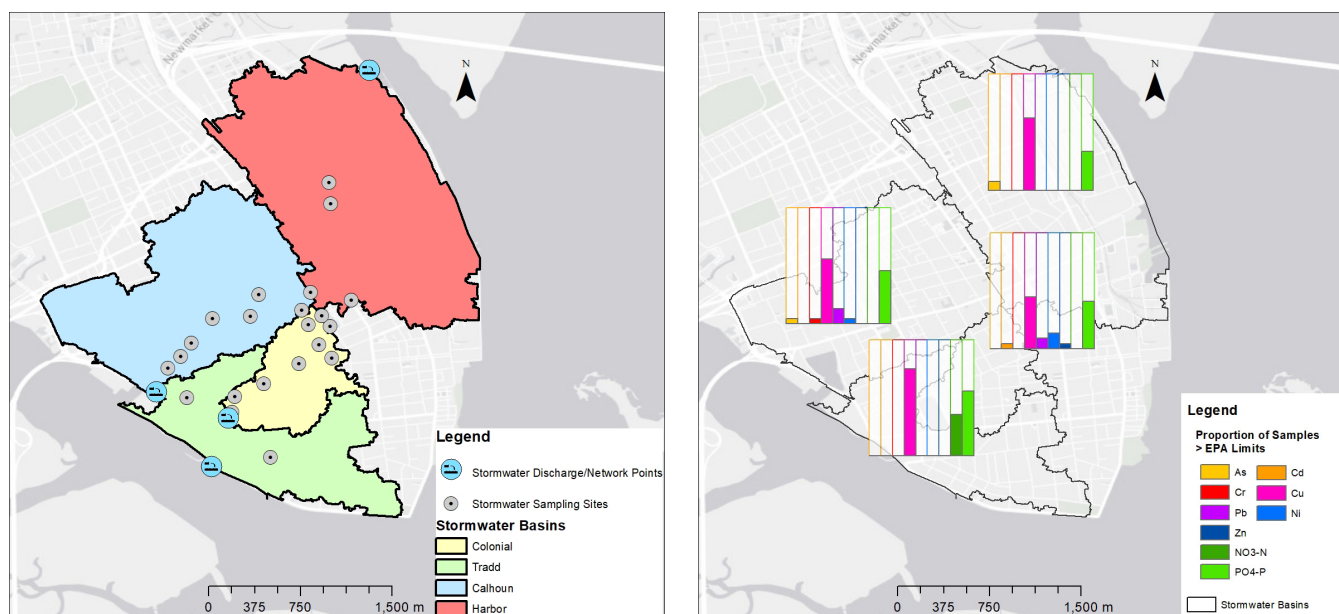 Newmarket C
N
Legend
Stormwater Discharge/Network Points
Stormwater Sampling Sites
Stormwater Basins
Colonial
Tradd
Calhoun
Harbor
0 375 750 1,500 m
Newmarket C
N
Legend
Proportion of Samples
> EPA Limits
As Cd
Cr Cu
Pb Ni
Zn
NO3-N
PO4-P
Stormwater Basins
0 375 750 1,500 m